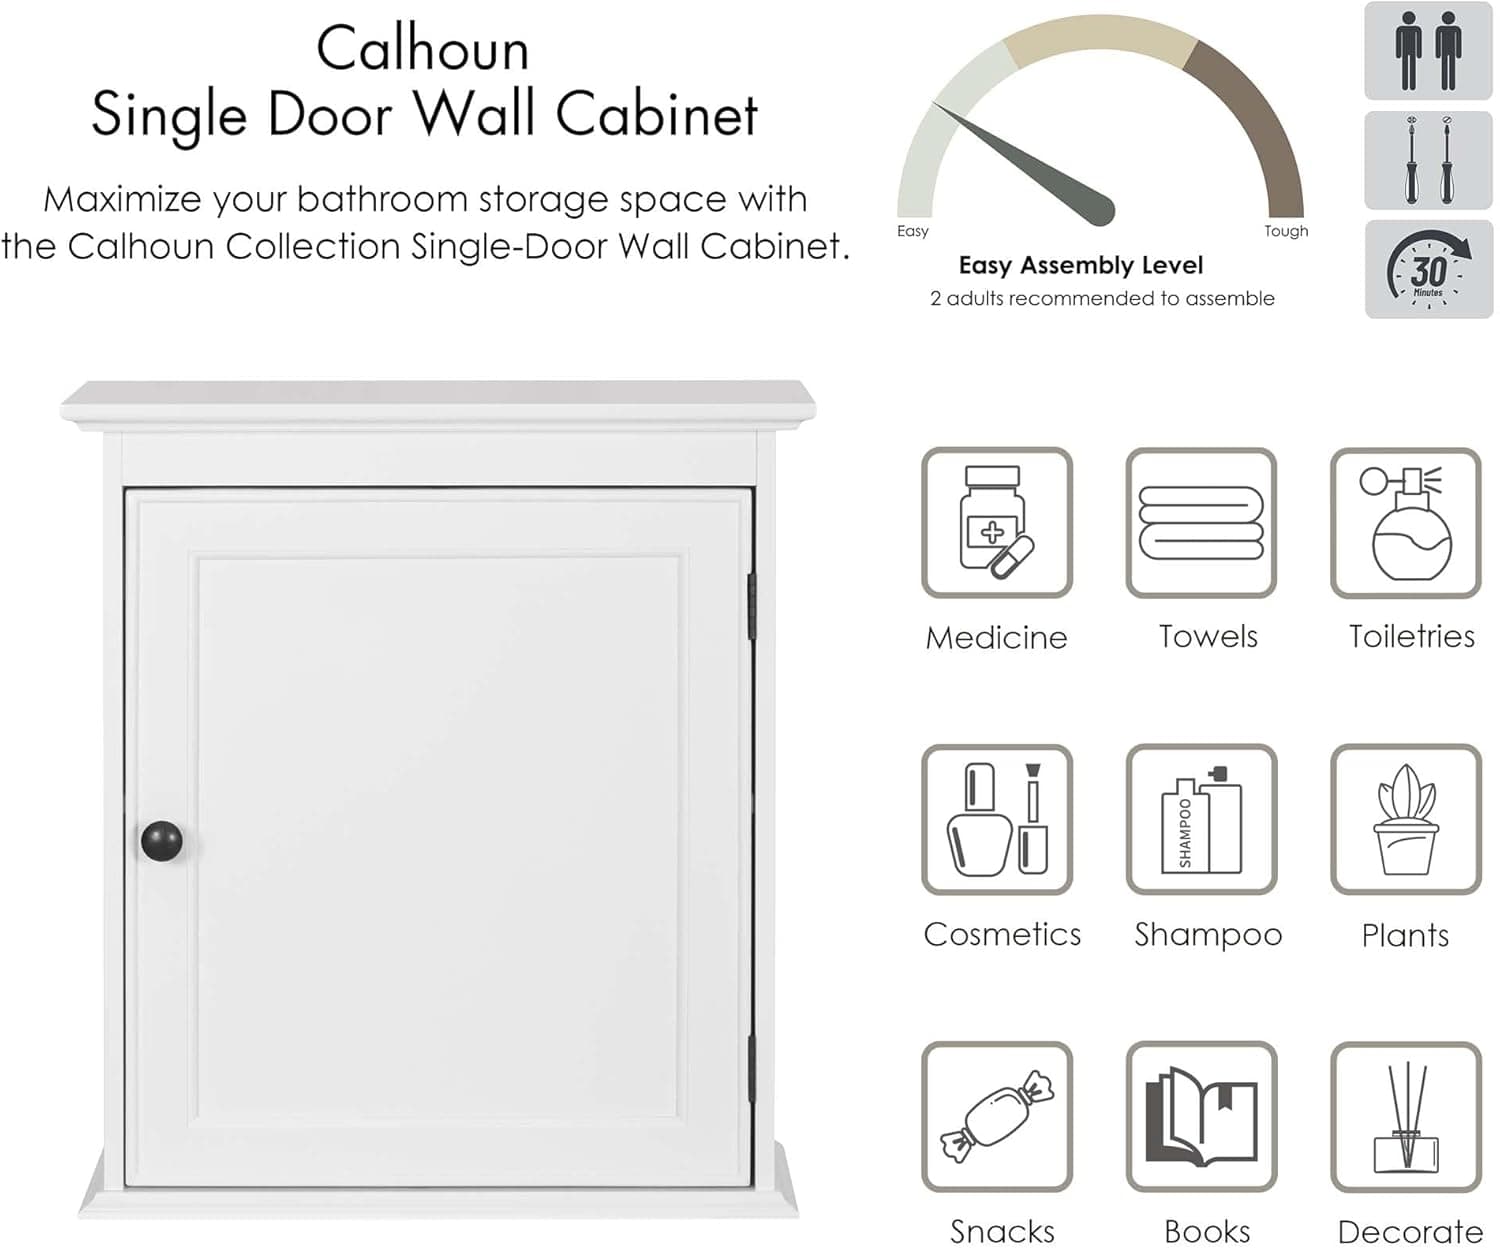 Calhoun
Single Door Wall Cabinet
Maximize your bathroom storage space with
the Calhoun Collection Single-Door Wall Cabinet.
Easy
Tough
Easy Assembly Level
2 adults recommended to assemble
30
Minutes
Medicine
Towels
Toiletries
SHAMPOO
Cosmetics
Shampoo
Plants
Snacks
Books
Decorate